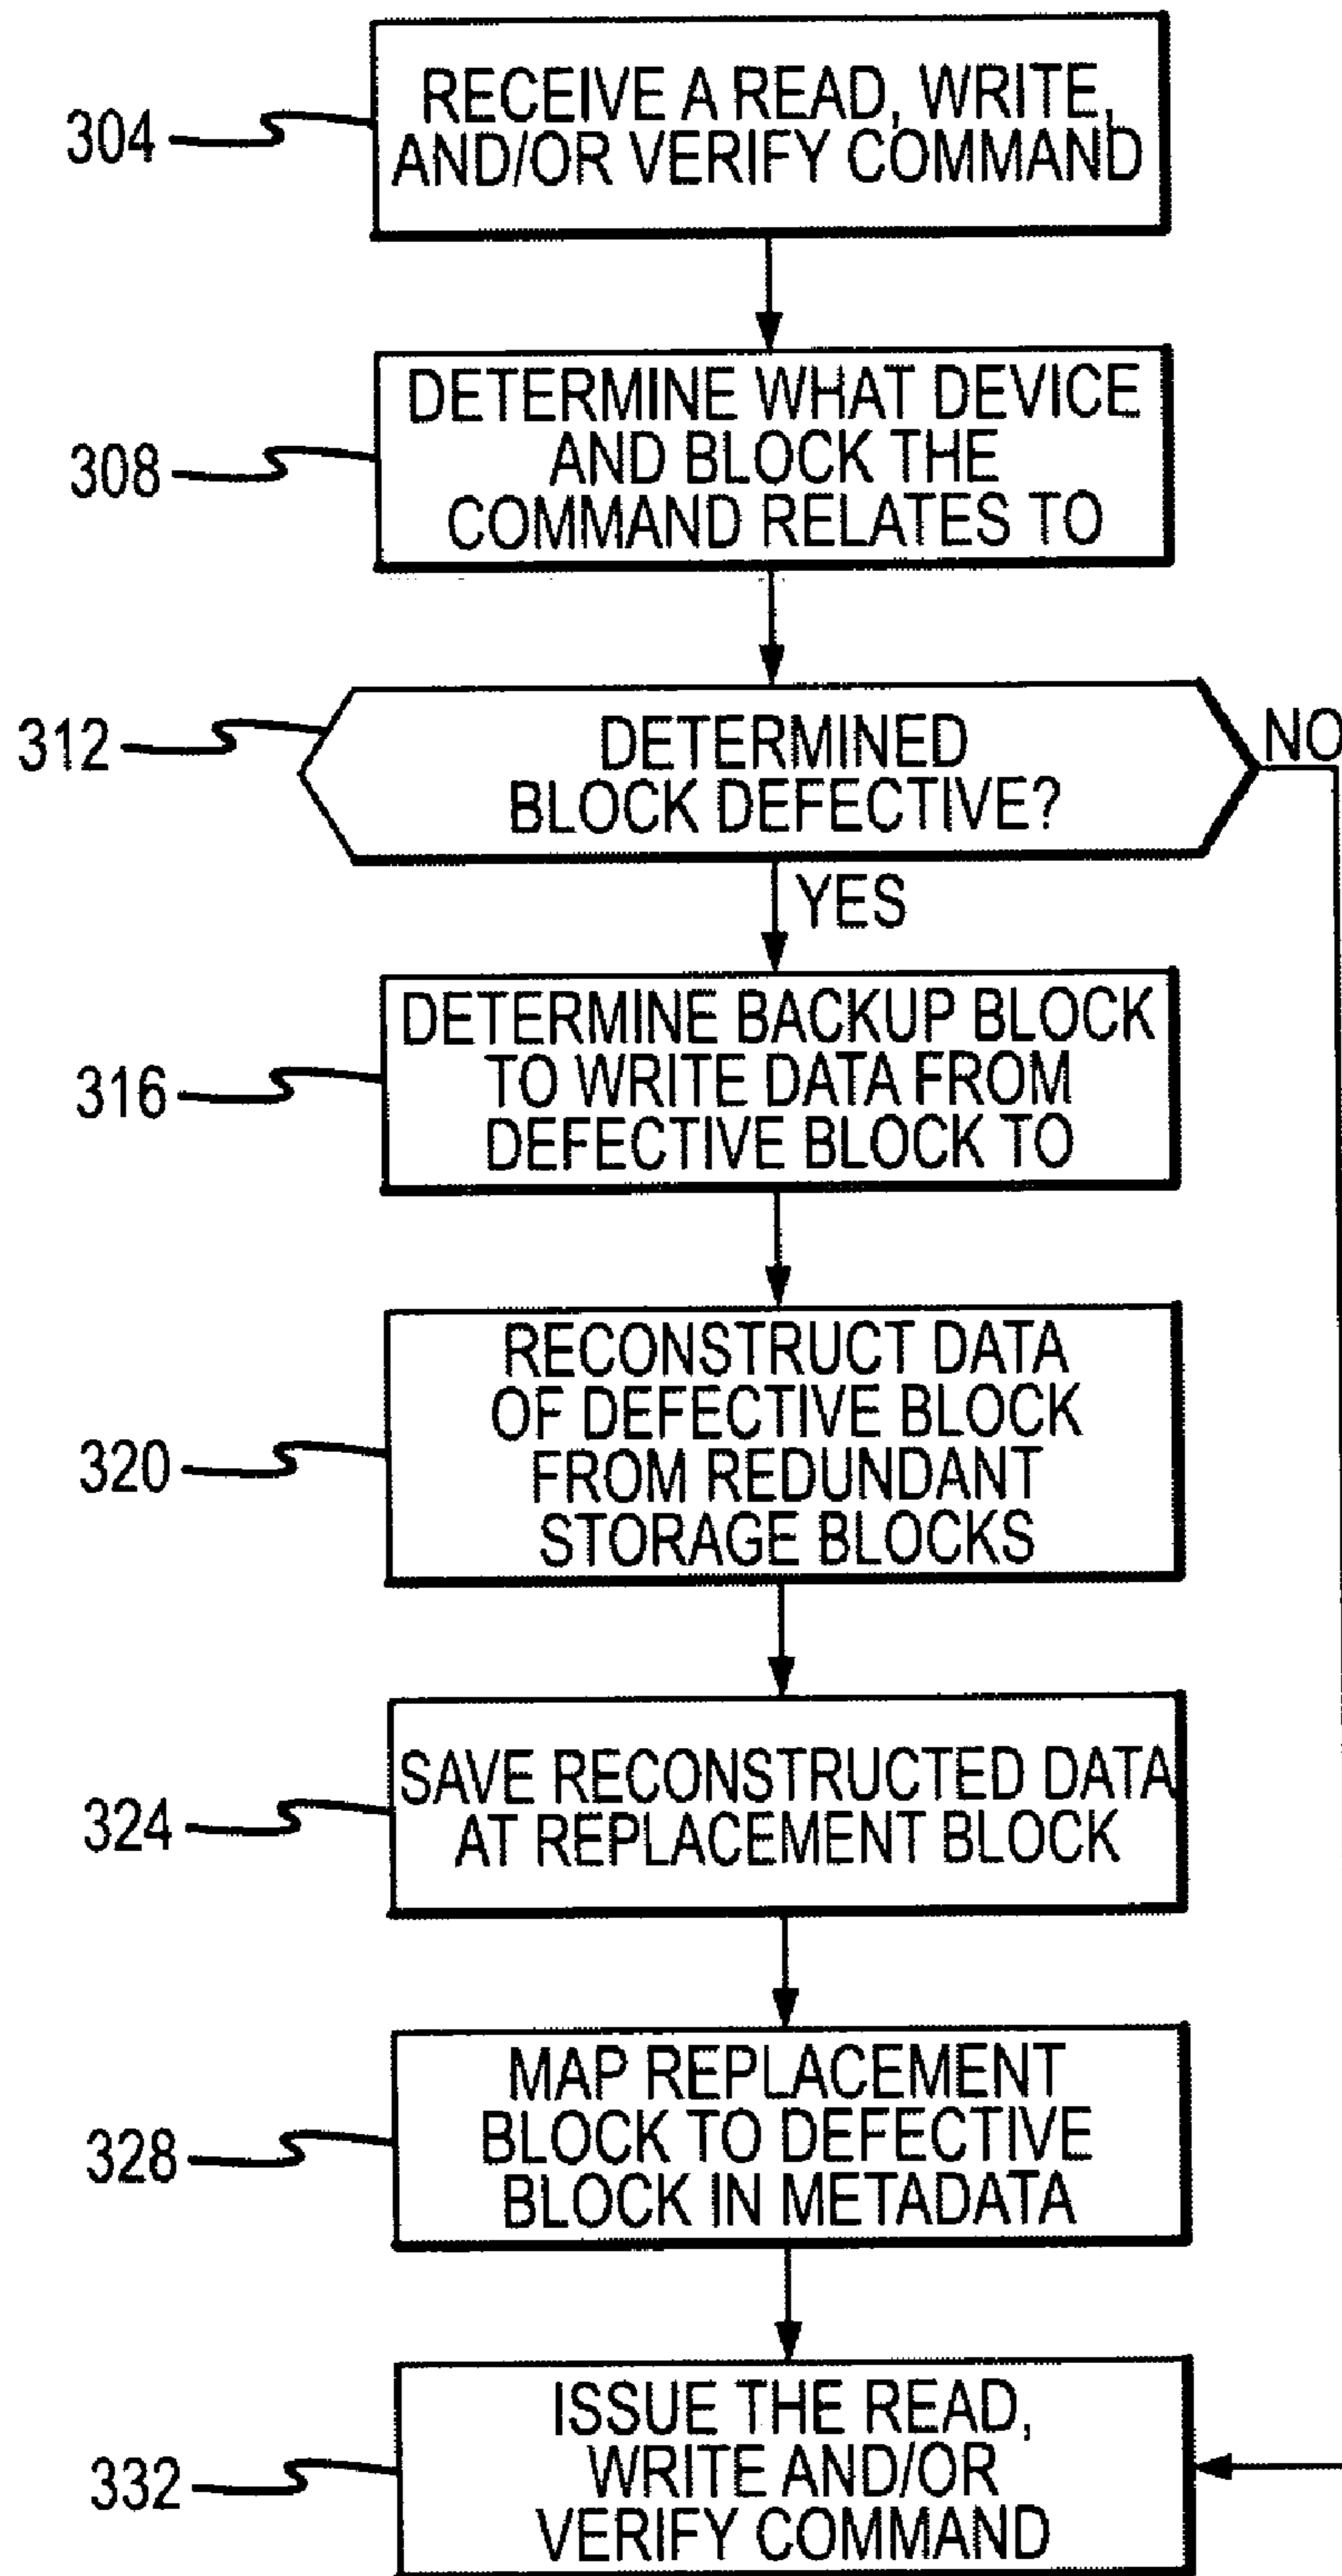 304
RECEIVE A READ, WRITE,
AND/OR VERIFY COMMAND
308
DETERMINE WHAT DEVICE
AND BLOCK THE
COMMAND RELATES TO
312
DETERMINED
BLOCK DEFECTIVE?
NO
YES
316
DETERMINE BACKUP BLOCK
TO WRITE DATA FROM
DEFECTIVE BLOCK TO
320
RECONSTRUCT DATA
OF DEFECTIVE BLOCK
FROM REDUNDANT
STORAGE BLOCKS
324
SAVE RECONSTRUCTED DATA
AT REPLACEMENT BLOCK
328
MAP REPLACEMENT
BLOCK TO DEFECTIVE
BLOCK IN METADATA
332
ISSUE THE READ,
WRITE AND/OR
VERIFY COMMAND